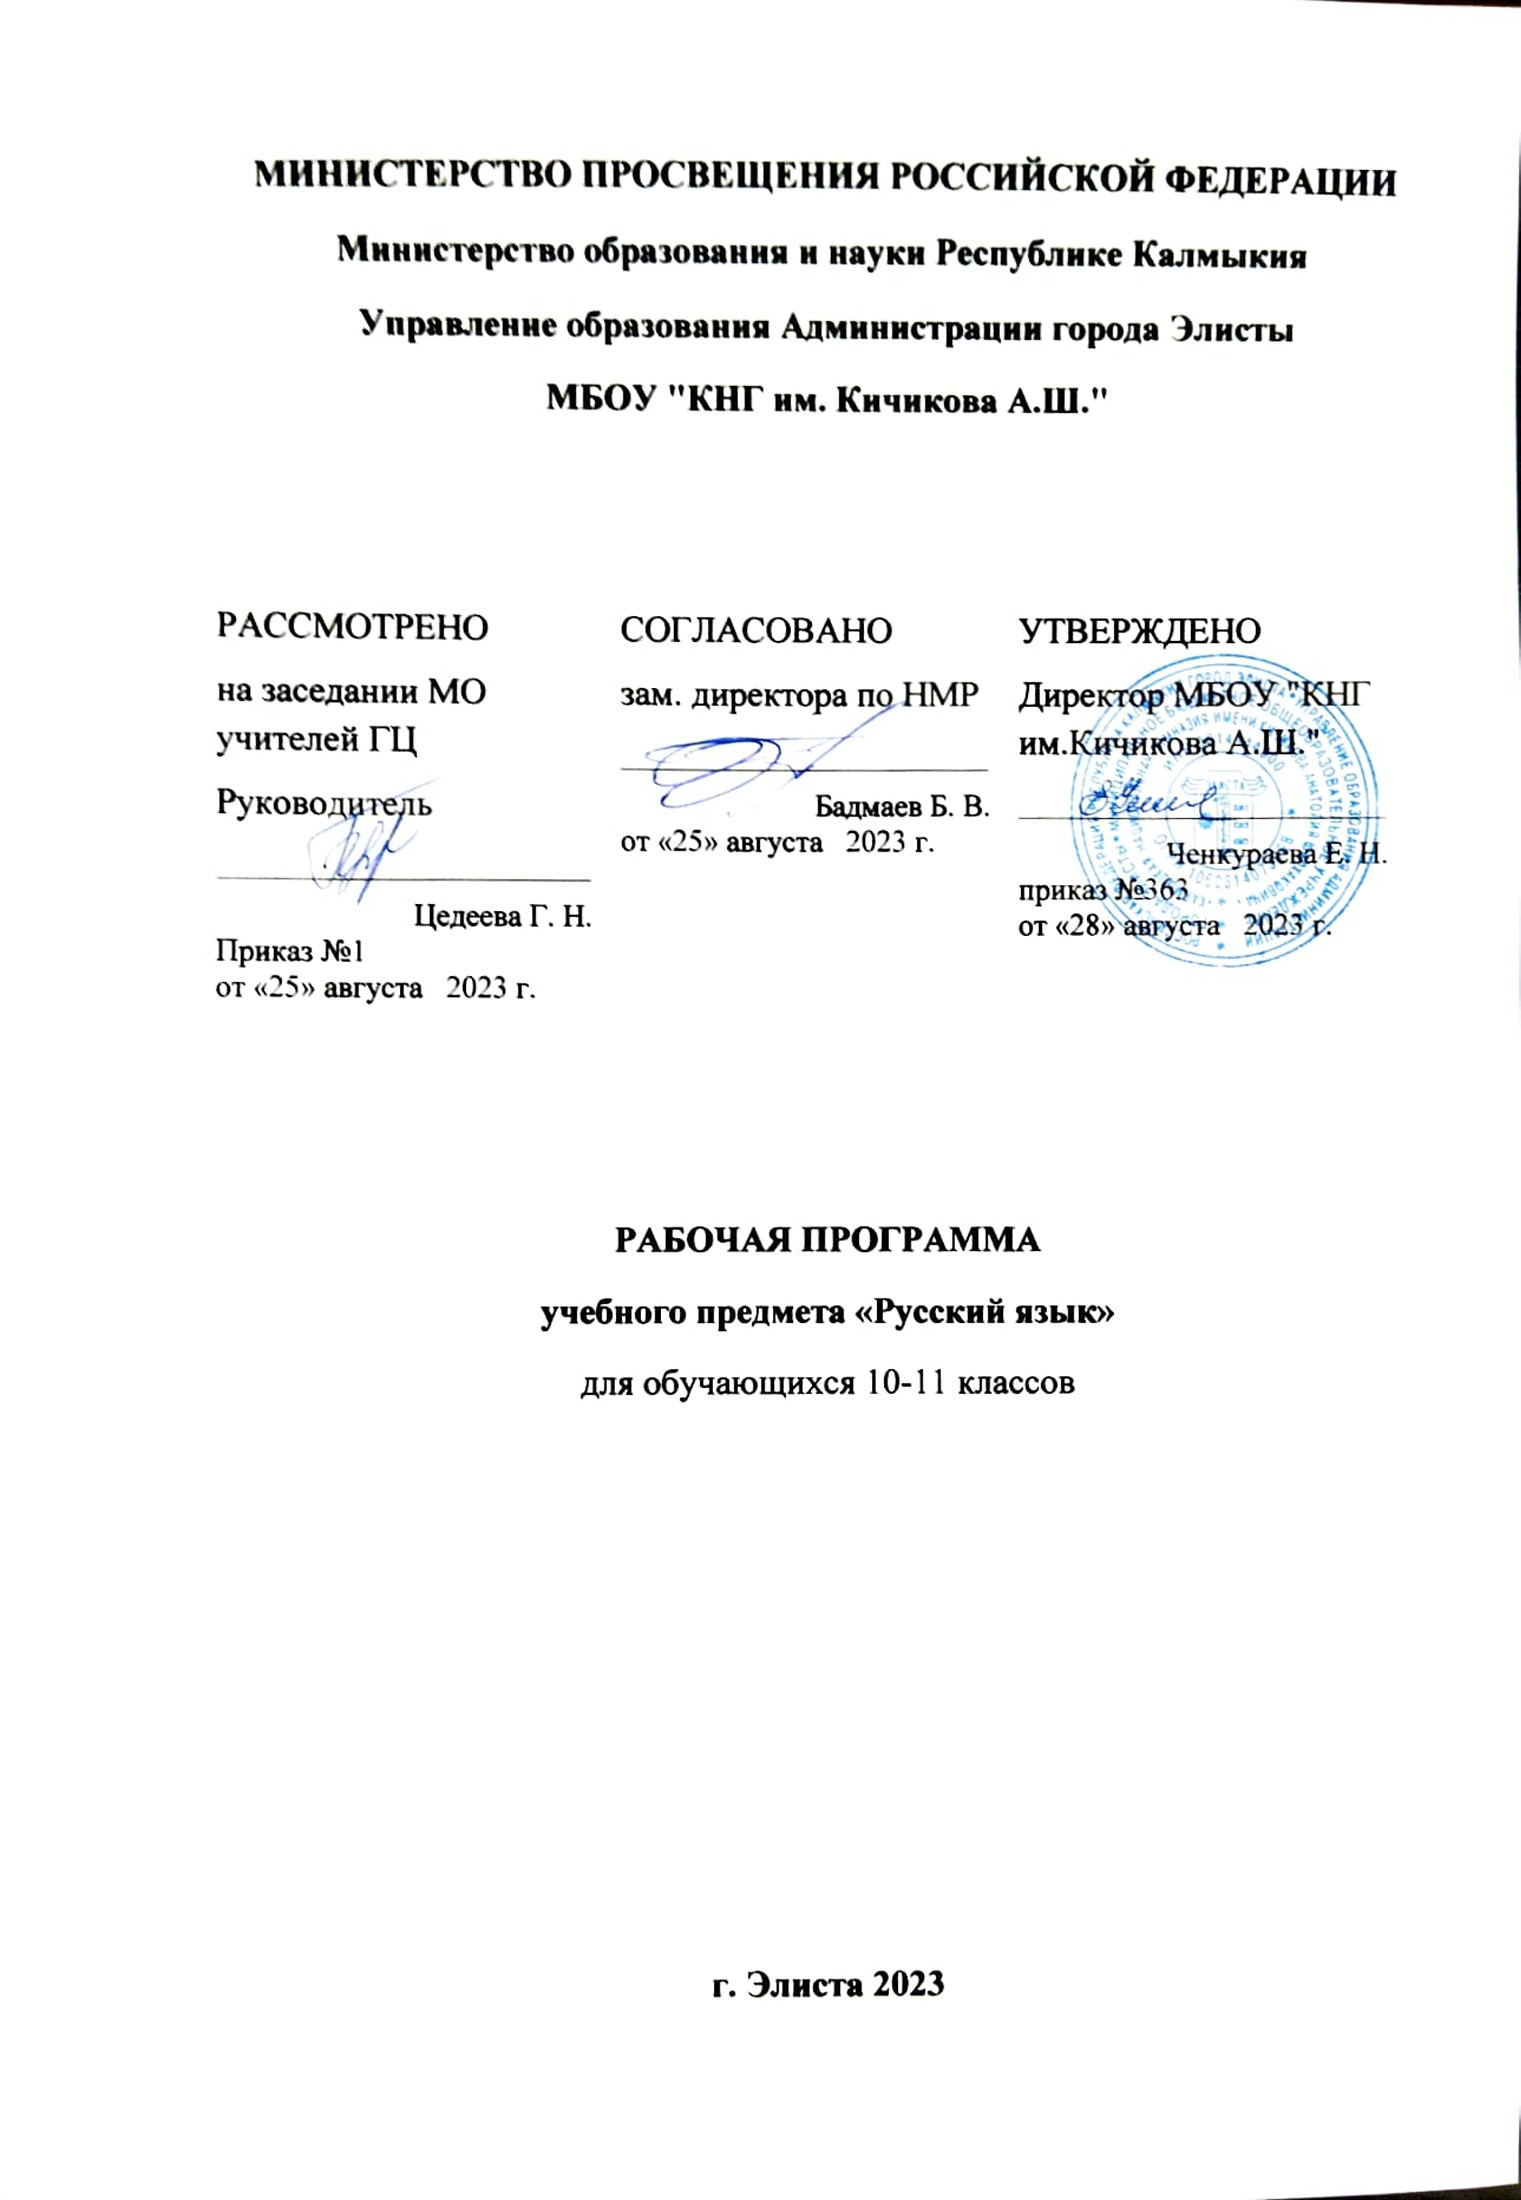 МИНИСТЕРСТВО ПРОСВЕЩЕНИЯ РОССИЙСКОЙ ФЕДЕРАЦИИ
Министерство образования и науки Республике Калмыкия
Управление образования Администрации города Элисты
МБОУ "КНГ им. Кичикова А.Ш."
РАССМОТРЕНО
на заседании МО
учителей ГЦ
Руководитель
Цедеева Г. Н.
Приказ №1
от «25» августа 2023 г.
СОГЛАСОВАНО
зам. директора по НМР
Бадмаев Б. В.
от «25» августа 2023 г.
УТВЕРЖДЕНО
Директор МБОУ "КНГ
им.Кичикова А.Ш."
Ченкураева Е. Н.
приказ №363
от «28» августа 2023 г.
РАБОЧАЯ ПРОГРАММА
учебного предмета «Русский язык»
для обучающихся 10-11 классов
г. Элиста 2023